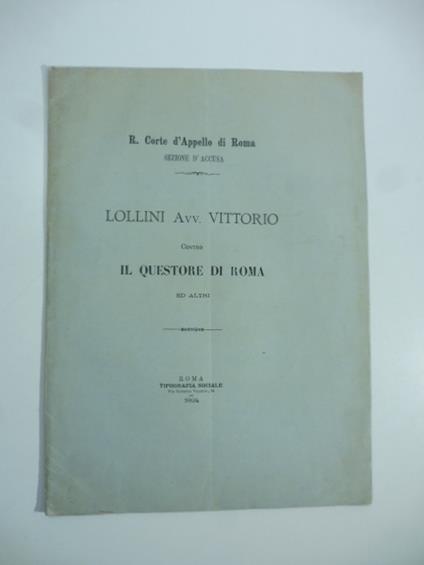 R. Corte d'Appello di Roma
SEZIONE D'ACCUSA
LOLLINI Avv. VITTORIO
Contro
IL QUESTORE DI ROMA
ED ALTRI
ROMA
TIPOGRAFIA SOCIALE
1894